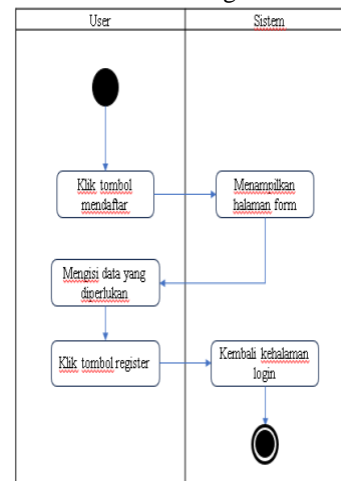 User Sistem
Klik tombol
mendaftar
Menampilkan
halaman form
Mengisi data yang
diperlukan
Klik tombol register
Kembali kehalaman
login